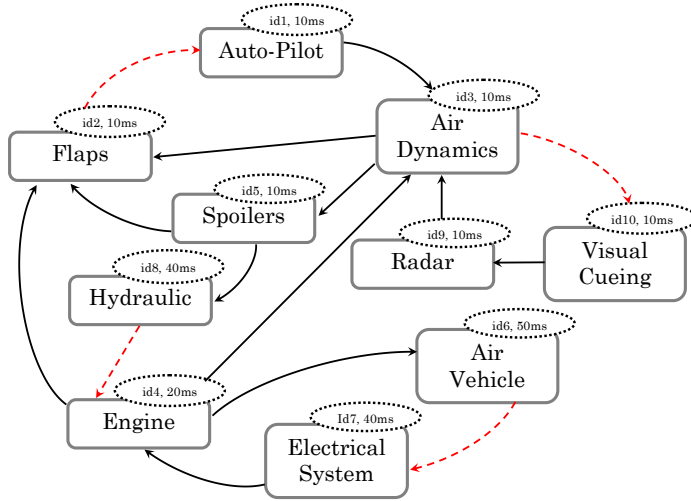 id1, 10ms
Auto-Pilot
id2, 10ms
Flaps
id3, 10ms
Air
Dynamics
id5, 10ms
Spoilers
id9, 10ms
Radar
id10, 10ms
Visual
Cueing
id8, 40ms
Hydraulic
id6, 50ms
Air
Vehicle
id4, 20ms
Engine
Id7, 40ms
Electrical
System